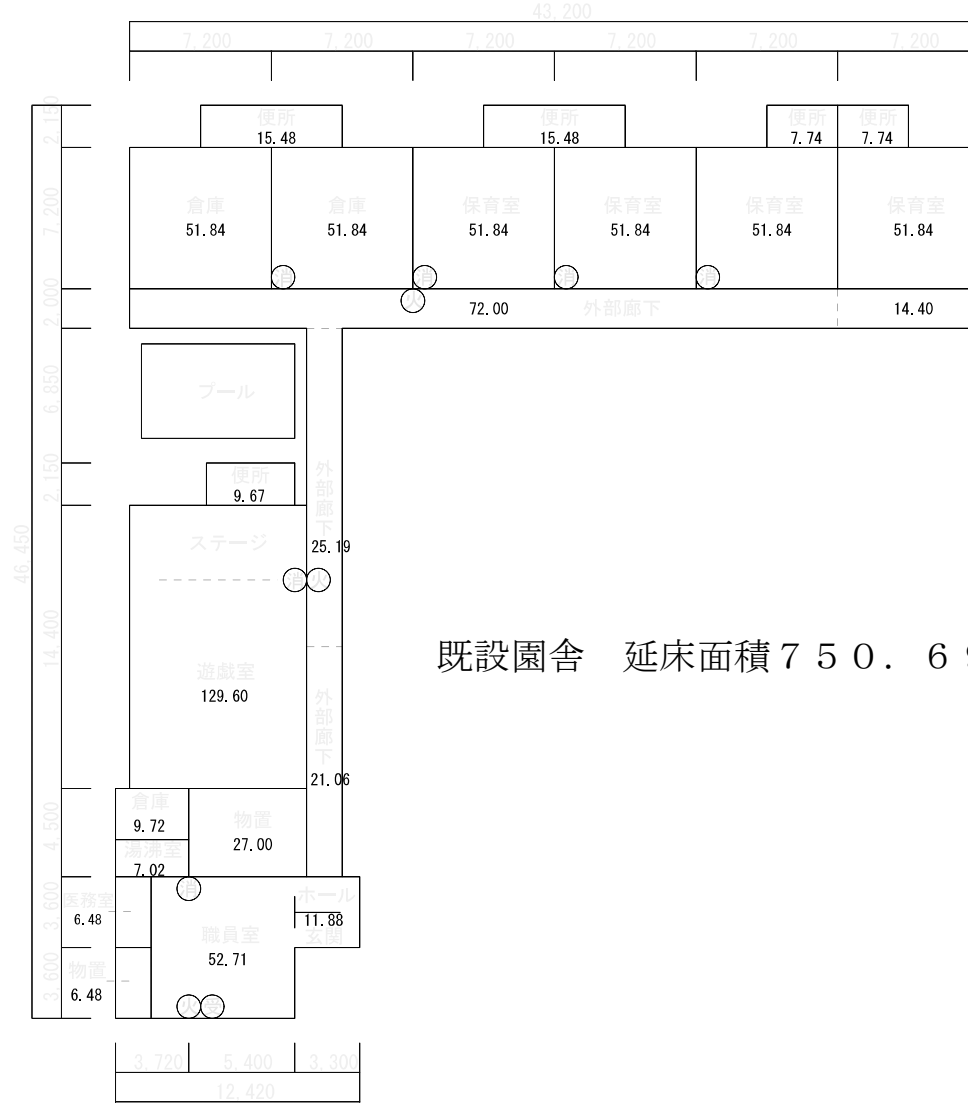 43,200
7,200 7,200 7,200 7,200 7,200 7,200
便所 便所 便所 便所
15.48 15.48 7.74 7.74
2,150
倉庫 倉庫 保育室 保育室 保育室 保育室
51.84 51.84 51.84 51.84 51.84 51.84
7,200
消 消 消 消
火
2,000
72.00 外部廊下 14.40
6,850
プール
2,150
便所
9.67
外部廊下
25.19
ステージ
消 火
46,450
14,400
既設園舎 延床面積750.6
遊戯室
129.60
外部廊下
21.06
4,500
倉庫
9.72
物置
27.00
湯沸室
7.02
3,600
医務室
6.48
消
ホール
11.88
玄関
職員室
52.71
3,600
物置
6.48
火 受
3,720 5,400 3,300
12,420